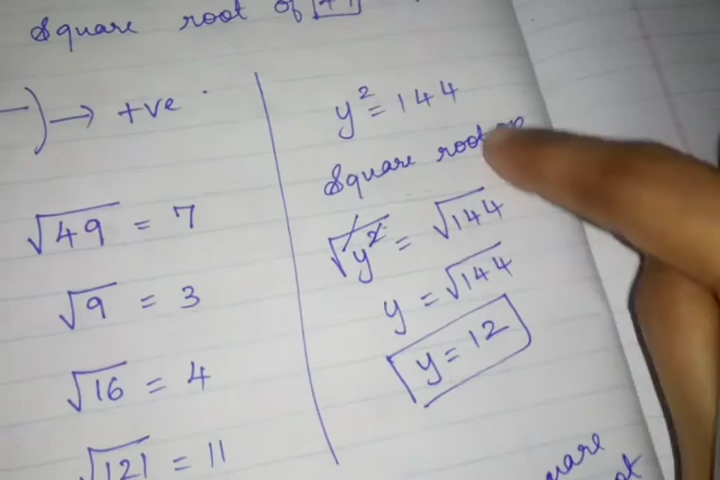 Square root of
→ +ve
√49 = 7
√9 = 3
√16 = 4
√121 = 11
y² = 144
Square root
√y² = √144
y = √144
y = 12